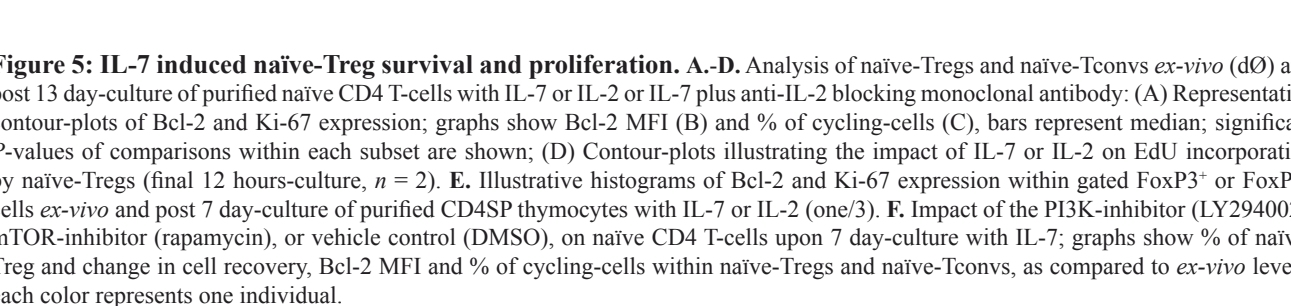 Figure 5: IL-7 induced naïve-Treg survival and proliferation. A.-D. Analysis of naïve-Tregs and naïve-Tconvs ex-vivo (dØ)
post 13 day-culture of purified naïve CD4 T-cells with IL-7 or IL-2 or IL-7 plus anti-IL-2 blocking monoclonal antibody: (A)
contour-plots of Bcl-2 and Ki-67 expression; graphs show Bcl-2 MFI (B) and % of cycling-cells (C), bars represent median;
P-values of comparisons within each subset are shown; (D) Contour-plots illustrating the impact of IL-7 or IL-2 on EdU
by naïve-Tregs (final 12 hours-culture, n = 2). E. Illustrative histograms of Bcl-2 and Ki-67 expression within gated FoxP3⁺ or
cells ex-vivo and post 7 day-culture of purified CD4SP thymocytes with IL-7 or IL-2 (one/3). F. Impact of the PI3K-inhibitor
mTOR-inhibitor (rapamycin), or vehicle control (DMSO), on naïve CD4 T-cells upon 7 day-culture with IL-7; graphs show % of
Treg and change in cell recovery, Bcl-2 MFI and % of cycling-cells within naïve-Tregs and naïve-Tconvs, as compared to ex-vivo
each color represents one individual.